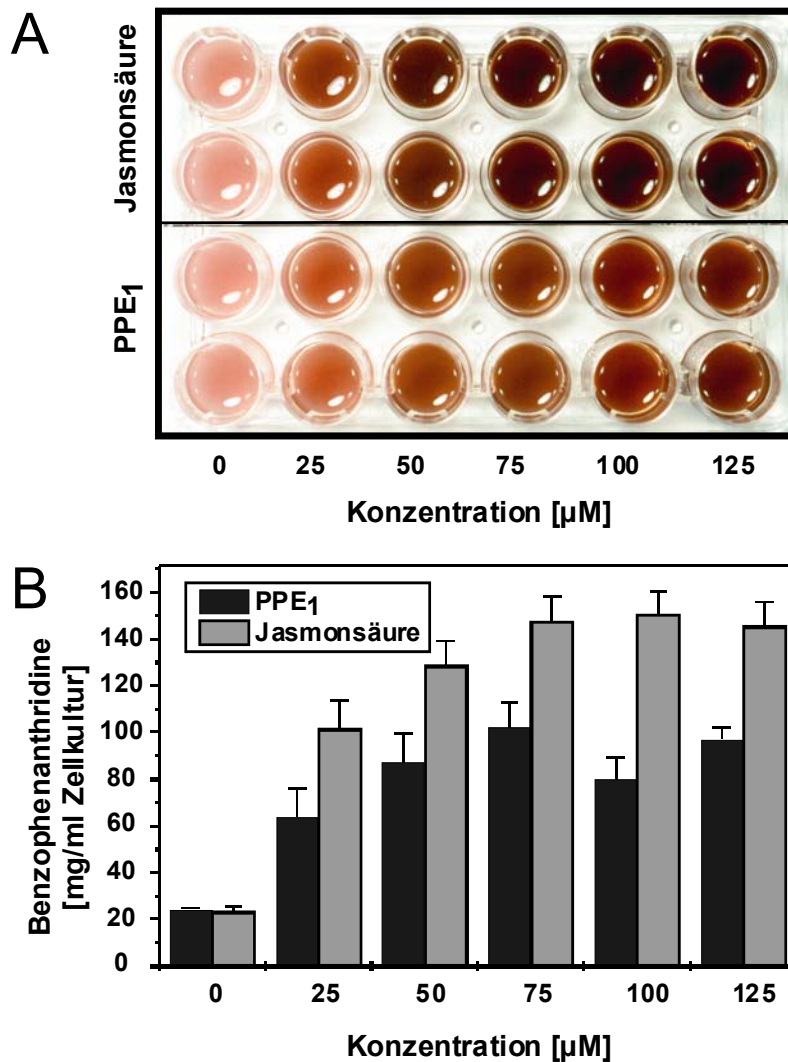 A
Jasmonsäure
PPE1
0 25 50 75 100 125
Konzentration [µM]
B
160
140
120
100
80
60
40
20
0
Benzophenanthridine
[mg/ml Zellkultur]
PPE1
Jasmonsäure
0 25 50 75 100 125
Konzentration [µM]